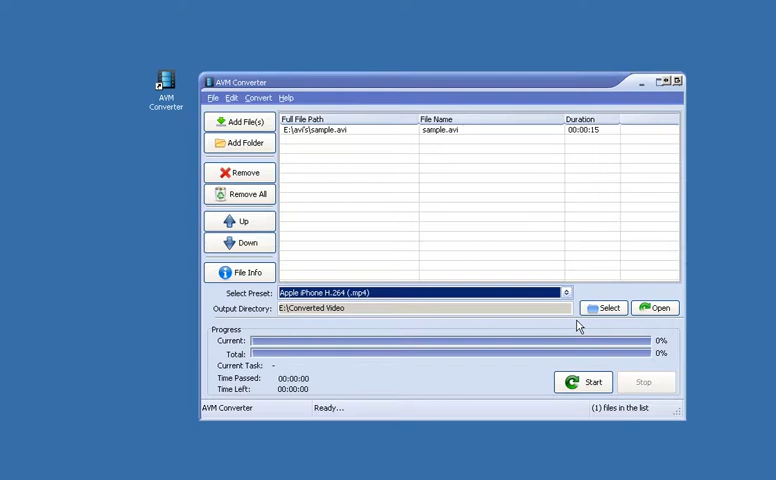 AVM
Converter
AVM Converter
File Edit Convert Help
Add File(s)
Add Folder
Remove
Remove All
Up
Down
File Info
Full File Path File Name Duration
E:\avi's\sample.avi sample.avi 00:00:15
Select Preset: Apple iPhone H.264 (.mp4)
Output Directory: E:\Converted Video Select Open
Progress
Current: 0%
Total: 0%
Current Task: -
Time Passed: 00:00:00
Time Left: 00:00:00
Start Stop
AVM Converter Ready... (1) files in the list